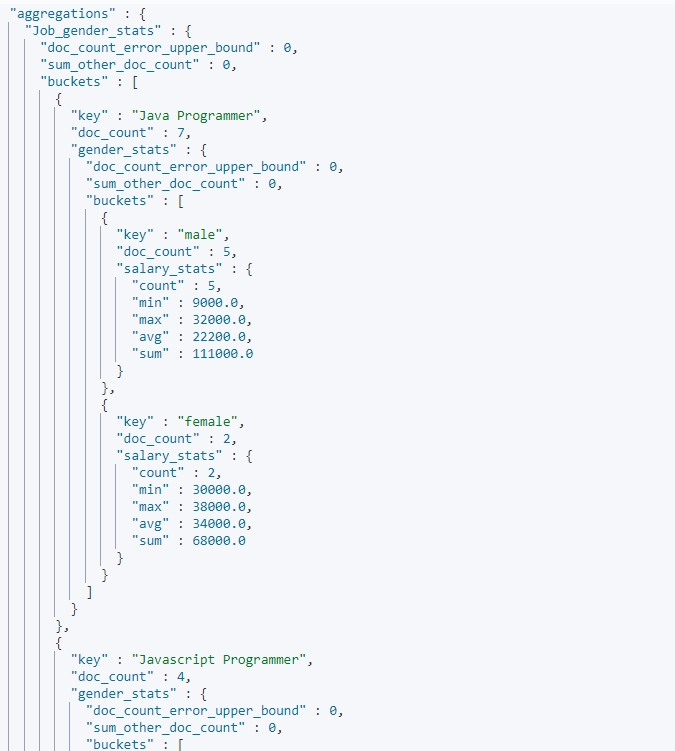 "aggregations" : {
"Job_gender_stats" : {
"doc_count_error_upper_bound" : 0,
"sum_other_doc_count" : 0,
"buckets" : [
{
"key" : "Java Programmer",
"doc_count" : 7,
"gender_stats" : {
"doc_count_error_upper_bound" : 0,
"sum_other_doc_count" : 0,
"buckets" : [
{
"key" : "male",
"doc_count" : 5,
"salary_stats" : {
"count" : 5,
"min" : 9000.0,
"max" : 32000.0,
"avg" : 22200.0,
"sum" : 111000.0
}
},
{
"key" : "female",
"doc_count" : 2,
"salary_stats" : {
"count" : 2,
"min" : 30000.0,
"max" : 38000.0,
"avg" : 34000.0,
"sum" : 68000.0
}
}
]
}
},
{
"key" : "Javascript Programmer",
"doc_count" : 4,
"gender_stats" : {
"doc_count_error_upper_bound" : 0,
"sum_other_doc_count" : 0,
"buckets" : [